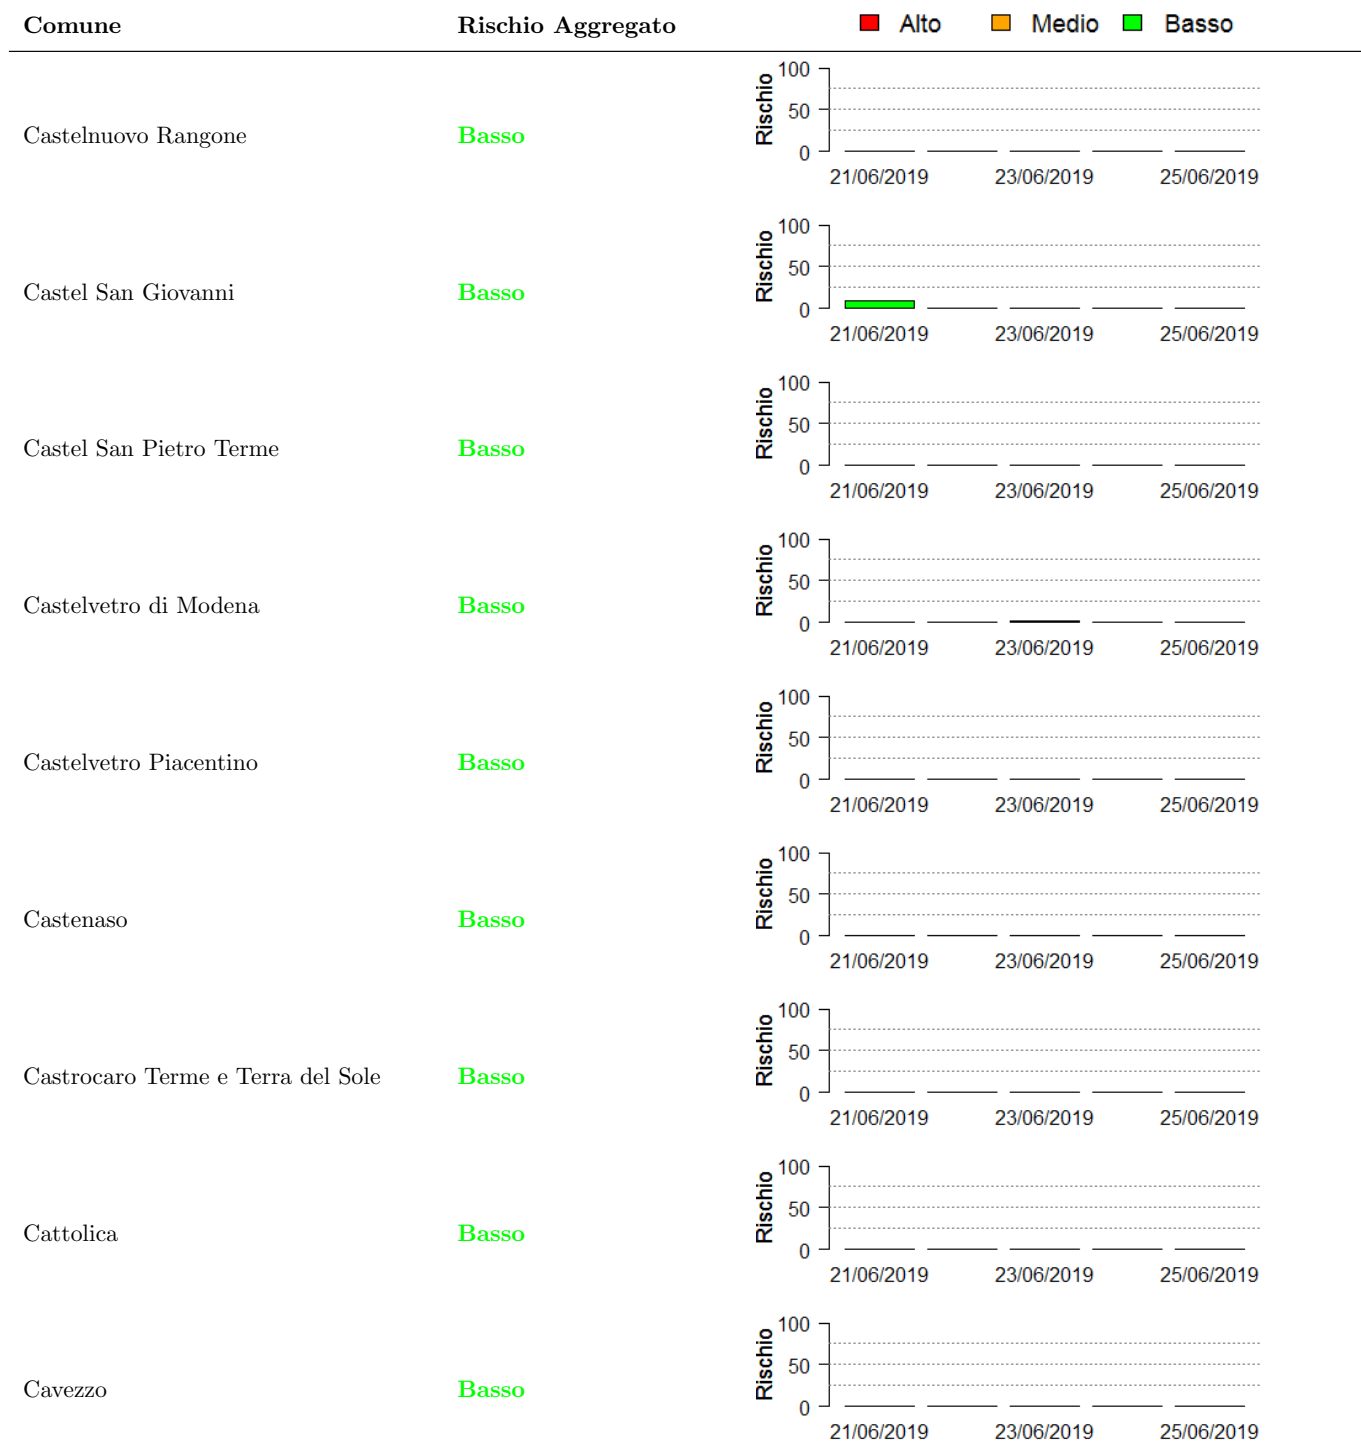 Comune Rischio Aggregato Alto Medio Basso
100
50
0
Rischio
Castelnuovo Rangone Basso
21/06/2019 23/06/2019 25/06/2019
100
50
0
Rischio
Castel San Giovanni Basso
21/06/2019 23/06/2019 25/06/2019
100
50
0
Rischio
Castel San Pietro Terme Basso
21/06/2019 23/06/2019 25/06/2019
100
50
0
Rischio
Castelvetro di Modena Basso
21/06/2019 23/06/2019 25/06/2019
100
50
0
Rischio
Castelvetro Piacentino Basso
21/06/2019 23/06/2019 25/06/2019
100
50
0
Rischio
Castenaso Basso
21/06/2019 23/06/2019 25/06/2019
100
50
0
Rischio
Castrocaro Terme e Terra del Sole Basso
21/06/2019 23/06/2019 25/06/2019
100
50
0
Rischio
Cattolica Basso
21/06/2019 23/06/2019 25/06/2019
100
50
0
Rischio
Cavezzo Basso
21/06/2019 23/06/2019 25/06/2019